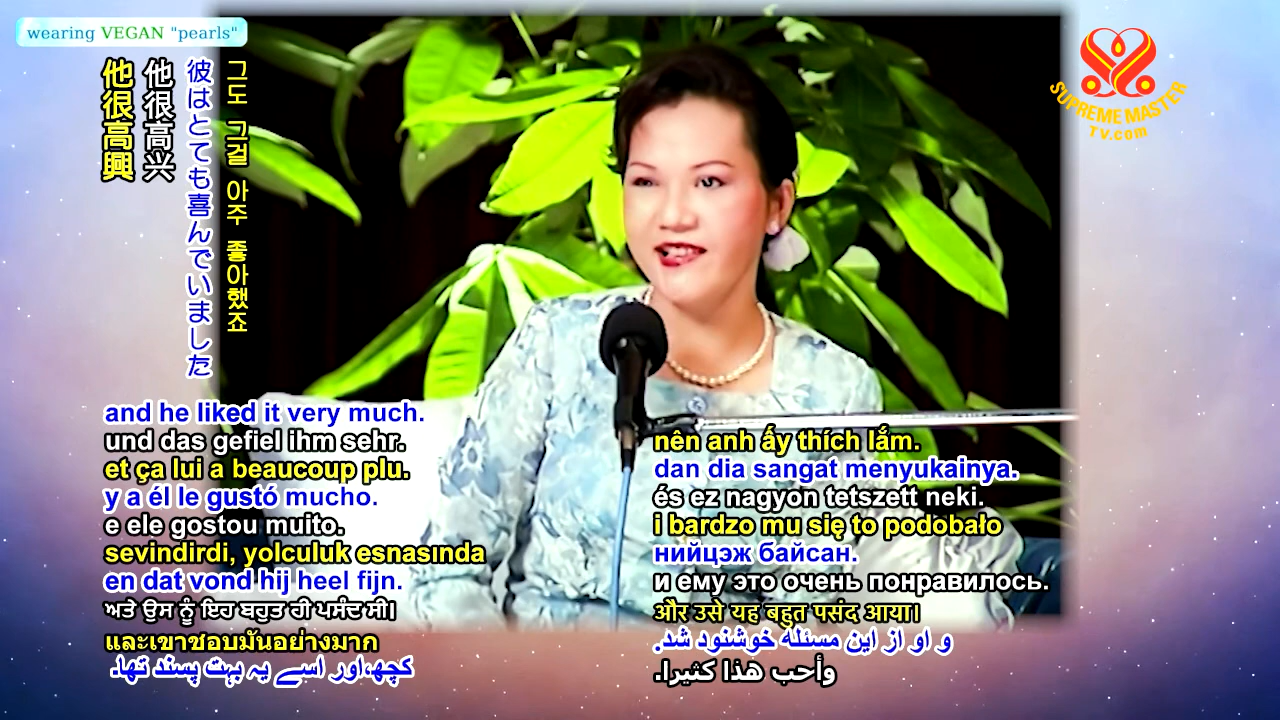 wearing VEGAN "pearls"
SUPREME MASTER
TV.com
그도 그걸 아주 좋아했죠
彼はとても喜んでいました
他很高兴
他很高興
and he liked it very much.
und das gefiel ihm sehr.
et ça lui a beaucoup plu.
y a él le gustó mucho.
e ele gostou muito.
sevindirdi, yolculuk esnasında
en dat vond hij heel fijn.
ਅਤੇ ਉਸ ਨੂੰ ਇਹ ਬਹੁਤ ਹੀ ਪਸੰਦ ਸੀ।
และเขาชอบมันอย่างมาก
کچھ،اور اسے یہ بہت پسند تھا۔
nên anh ấy thích lắm.
dan dia sangat menyukainya.
és ez nagyon tetszett neki.
i bardzo mu się to podobało
нийцэж байсан.
и ему это очень понравилось.
और उसे यह बहुत पसंद आया।
و او از این مسئله خوشنود شد.
وأحب هذا كثيرا.